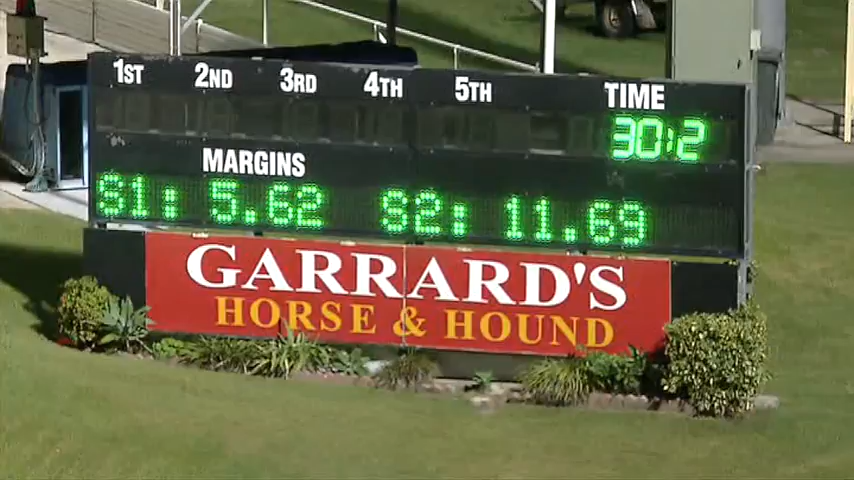 1ST 2ND 3RD 4TH 5TH TIME
30:2
MARGINS
S1: 5.62 S2: 11.69
GARRARD'S
HORSE & HOUND